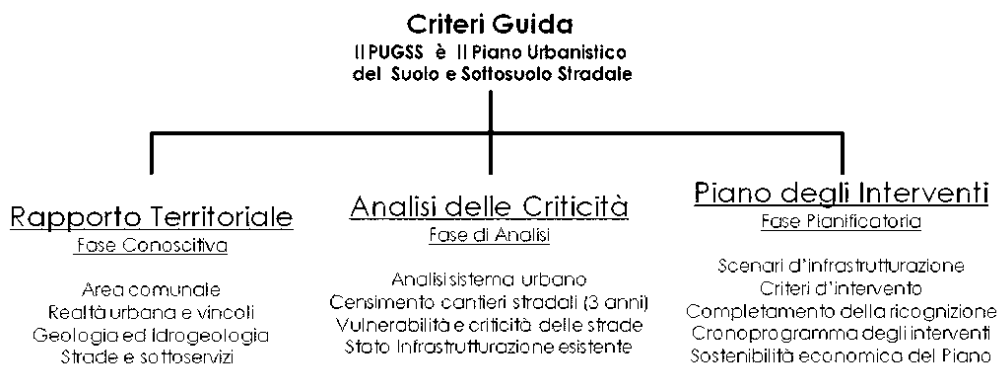 Criteri Guida
Il PUGSS è Il Piano Urbanistico
del Suolo e Sottosuolo Stradale
Rapporto Territoriale
Fase Conoscitiva
Area comunale
Realtà urbana e vincoli
Geologia ed Idrogeologia
Strade e sottoservizi
Analisi delle Criticità
Fase di Analisi
Analisi sistema urbano
Censimento cantieri stradali (3 anni)
Vulnerabilità e criticità delle strade
Stato Infrastrutturazione esistente
Piano degli Interventi
Fase Pianificatoria
Scenari d'infrastrutturazione
Criteri d'intervento
Completamento della ricognizione
Cronoprogramma degli interventi
Sostenibilità economica del Piano